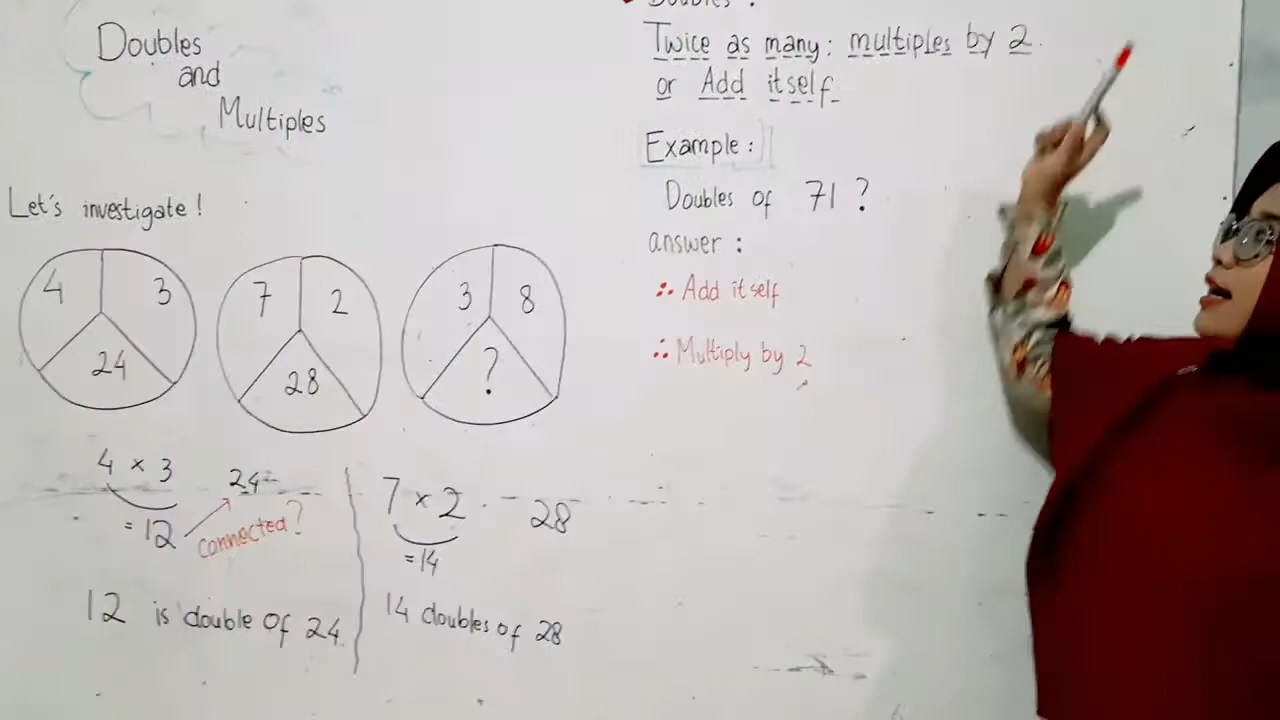 Doubles
and
Multiples
Let's investigate!
4 3
24
7 2
28
3 8
?
4 × 3
= 12
24
connected?
12 is double of 24.
7 × 2
28
= 14
14 doubles of 28
Doubles :
Twice as many: multiples by 2.
or Add itself.
Example :
Doubles of 71 ?
answer :
∴ Add itself
∴ Multiply by 2